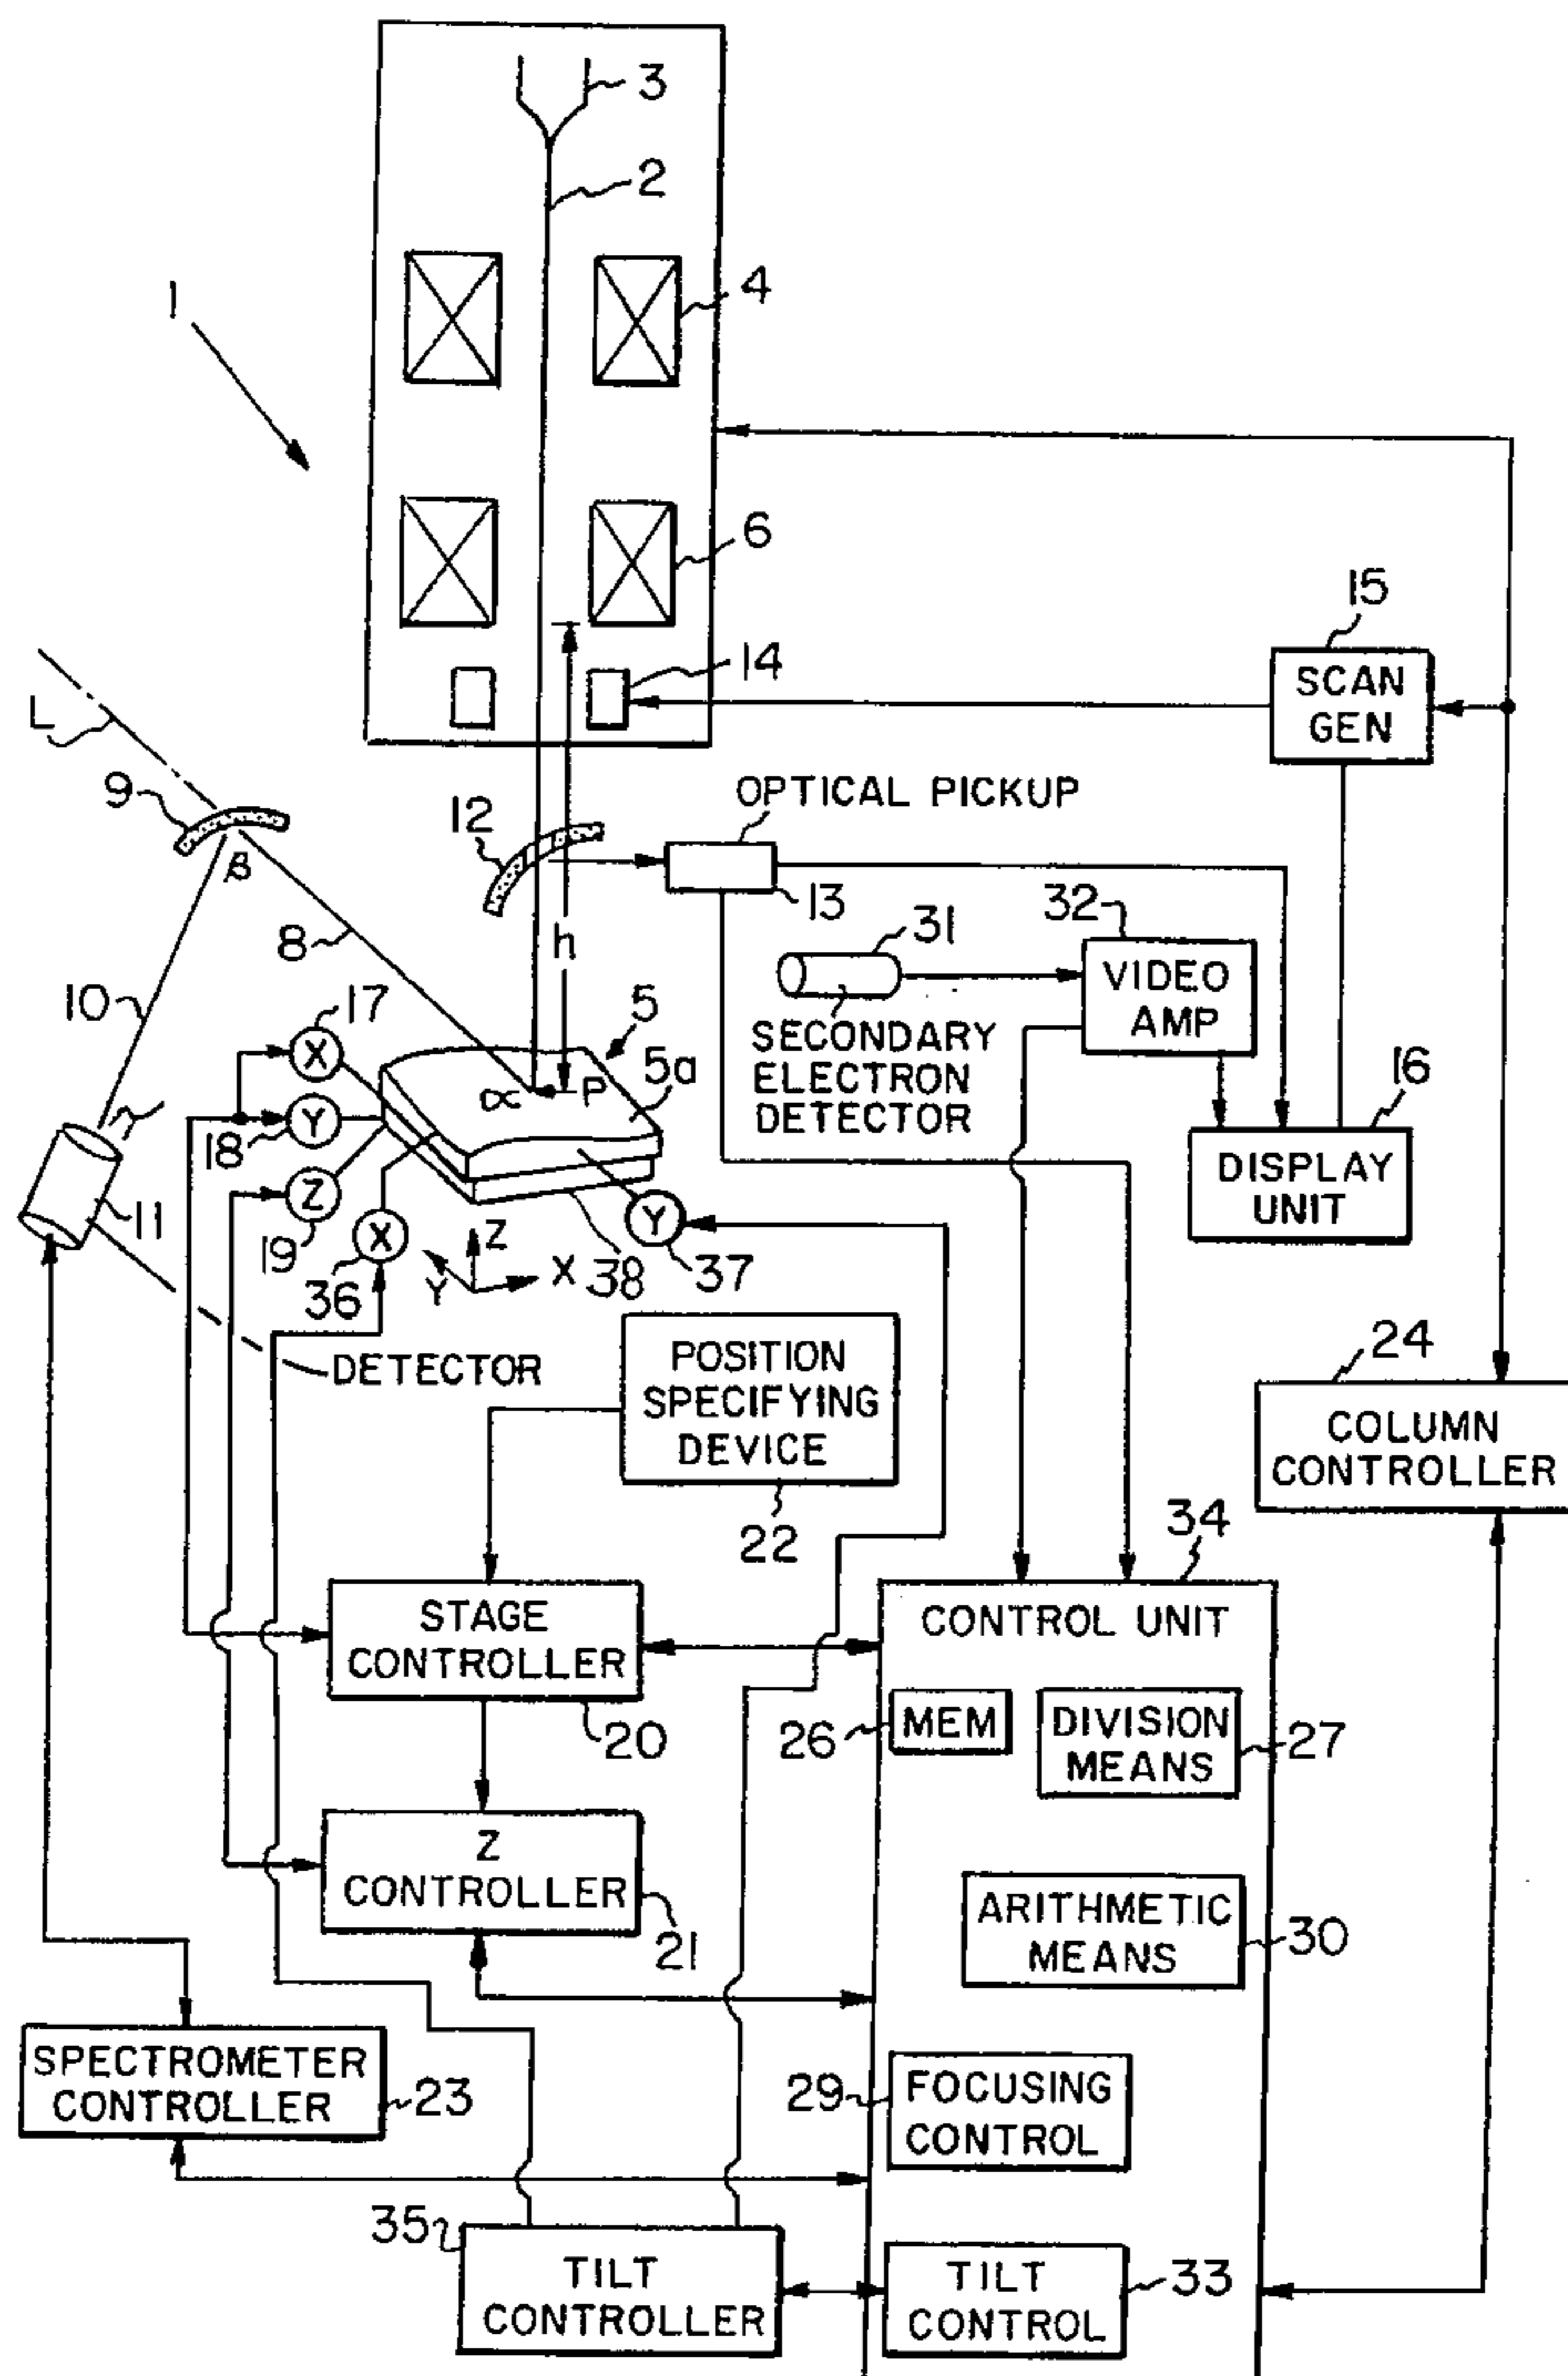 3
2
4
1
6
15
SCAN
GEN
14
L
9
OPTICAL PICKUP
12
β
13
32
31
8
h
VIDEO
AMP
10
17
5
SECONDARY
ELECTRON
DETECTOR
X
5a
16
α
P
γ
Y
18
DISPLAY
UNIT
Z
11
19
X
Y
36
Z
X
Y
38
37
DETECTOR
POSITION
SPECIFYING
DEVICE
24
COLUMN
CONTROLLER
22
34
STAGE
CONTROLLER
CONTROL UNIT
20
26
MEM
DIVISION
MEANS
27
Z
CONTROLLER
21
ARITHMETIC
MEANS
30
SPECTROMETER
CONTROLLER
23
29
FOCUSING
CONTROL
35
TILT
CONTROLLER
TILT
CONTROL
33